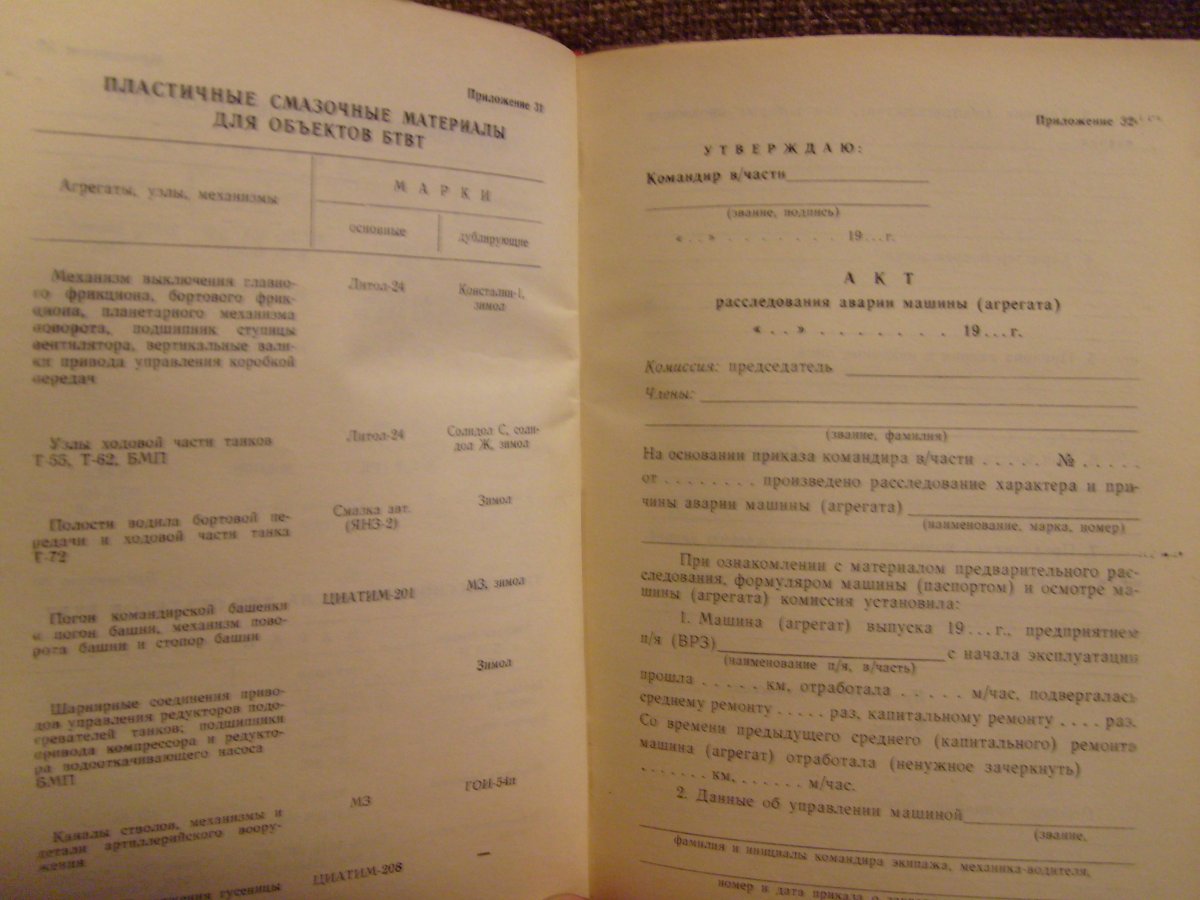 Приложение 31
ПЛАСТИЧНЫЕ СМАЗОЧНЫЕ МАТЕРИАЛЫ
ДЛЯ ОБЪЕКТОВ БТВТ
Агрегаты, узлы, механизмы
МАРКИ
основные
дублирующие
Механизм выключения главно-
го фрикциона, бортового фрик-
циона, планетарного механизма
поворота, подшипник ступицы
вентилятора, вертикальные вали-
ки привода управления коробкой
передач
Литол-24
Консталин-1,
зимол
Узлы ходовой части танков
Т-55, Т-62, БМП
Литол-24
Солидол С, соли-
дол Ж, зимол
Полости водила бортовой пе-
редачи и ходовой части танка
Т-72
Смазка авт.
(ЯНЗ-2)
Зимол
Погон командирской башенки
и погон башни, механизм пово-
рота башни и стопор башни
ЦИАТИМ-201
МЗ, зимол
Шарнирные соединения приво-
дов управления редукторов подо-
гревателей танков; подшипники
привода компрессора и редукто-
ра водооткачивающего насоса
БМП
Зимол
Каналы стволов, механизмы и
детали артиллерийского воору-
жения
МЗ
ГОИ-54п
гусеницы
ЦИАТИМ-208
—
Приложение 32
УТВЕРЖДАЮ:
Командир в/части
(звание, подпись)
«..» ........ 19...г.
АКТ
расследования аварии машины (агрегата)
«..» ........ 19...г.
Комиссия: председатель
Члены:
(звание, фамилия)
На основании приказа командира в/части ..... № .....
от ........ произведено расследование характера и при-
чины аварии машины (агрегата)
(наименование, марка, номер)
При ознакомлении с материалом предварительного рас-
следования, формуляром машины (паспортом) и осмотре ма-
шины (агрегата) комиссия установила:
1. Машина (агрегат) выпуска 19...г., предприятием
п/я (ВРЗ) с начала эксплуатации
(наименование п/я, в/часть)
прошла ..... км, отработала ..... м/час, подвергалась
среднему ремонту ..... раз, капитальному ремонту .... раз.
Со времени предыдущего среднего (капитального) ремонта
машина (агрегат) отработала (ненужное зачеркнуть)
....... км, ...... м/час.
2. Данные об управлении машиной
(звание,
фамилия и инициалы командира экипажа, механика-водителя,
номер и дата приказа о